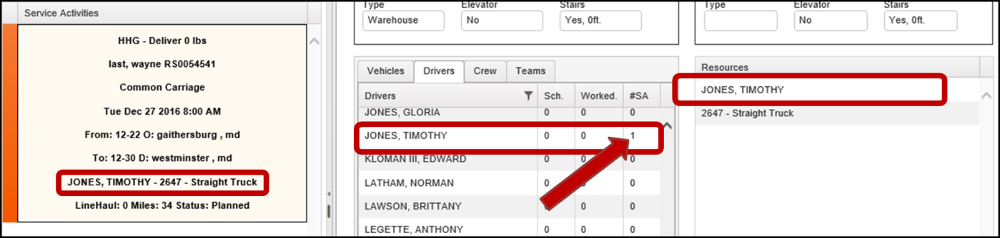 Service Activities
HHG - Deliver 0 lbs
last, wayne RS0054541
Common Carriage
Tue Dec 27 2016 8:00 AM
From: 12-22 O: gaithersburg , md
To: 12-30 D: westminster , md
JONES, TIMOTHY - 2647 - Straight Truck
LineHaul: 0 Miles: 34 Status: Planned
Type Elevator Stairs
Warehouse No Yes, 0ft.
Vehicles Drivers Crew Teams
Drivers Sch. Worked. #SA
JONES, GLORIA 0 0 0
JONES, TIMOTHY 0 0 1
KLOMAN III, EDWARD 0 0
LATHAM, NORMAN 0 0
LAWSON, BRITTANY 0 0
LEGETTE, ANTHONY 0 0 0
Type Elevator Stairs
No Yes, 0ft.
Resources
JONES, TIMOTHY
2647 - Straight Truck